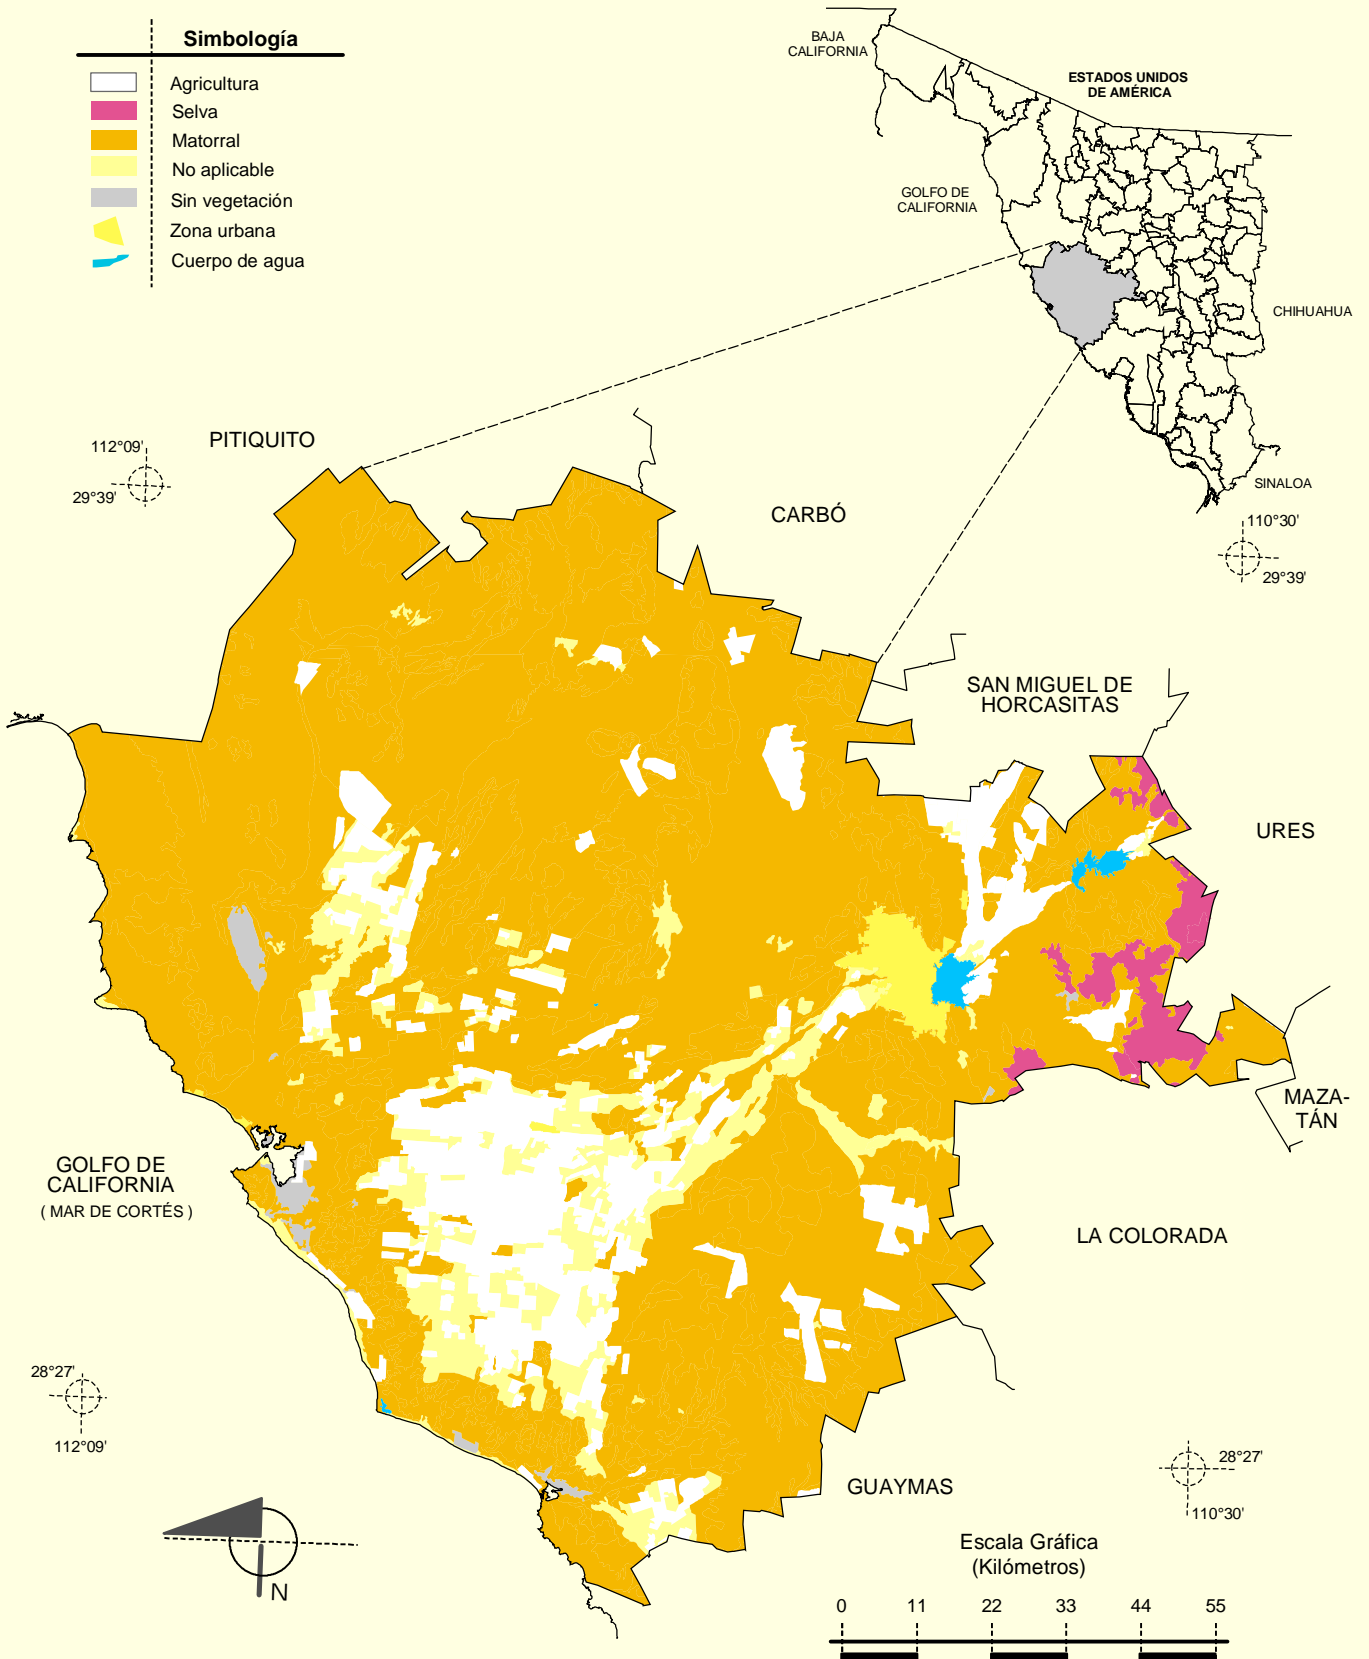 Simbología
Agricultura
Selva
Matorral
No aplicable
Sin vegetación
Zona urbana
Cuerpo de agua
BAJA
CALIFORNIA
ESTADOS UNIDOS
DE AMÉRICA
GOLFO DE
CALIFORNIA
CHIHUAHUA
SINALOA
112°09'
29°39'
PITIQUITO
CARBÓ
110°30'
29°39'
SAN MIGUEL DE
HORCASITAS
URES
MAZA-
TÁN
GOLFO DE
CALIFORNIA
( MAR DE CORTÉS )
LA COLORADA
28°27'
112°09'
GUAYMAS
28°27'
110°30'
N
Escala Gráfica
(Kilómetros)
0 11 22 33 44 55